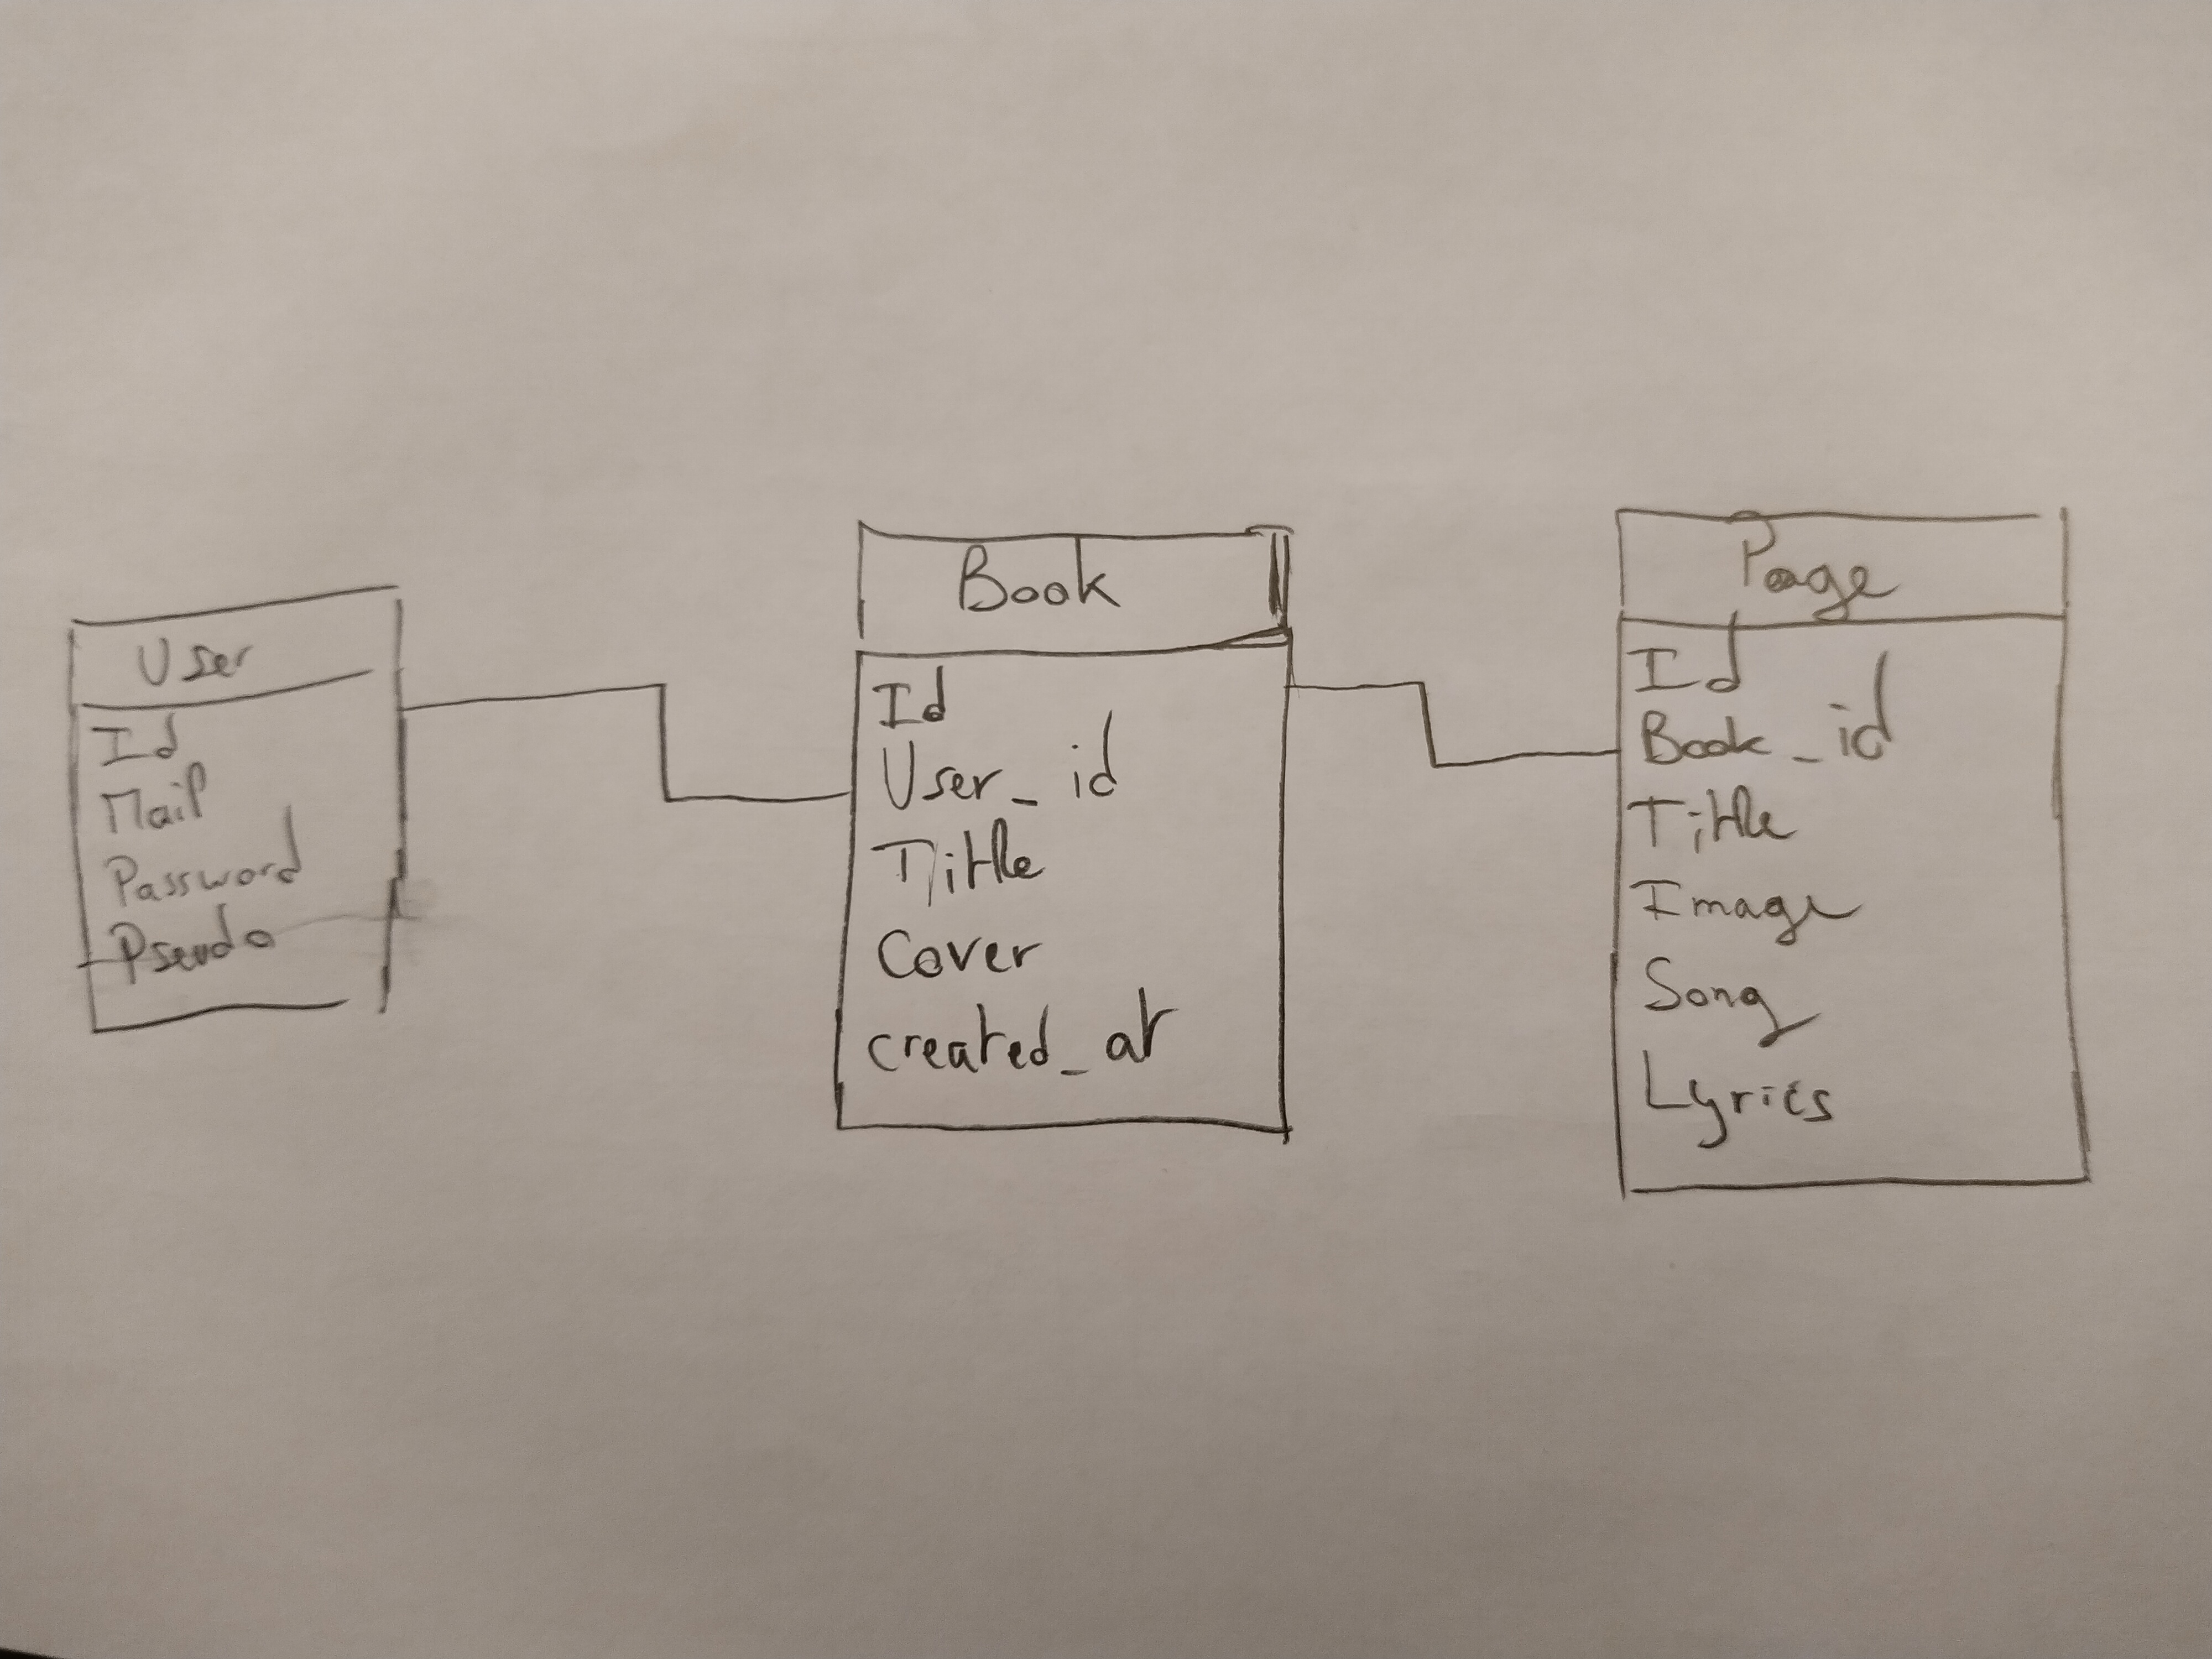 User
Id
Mail
Password
Pseudo
Book
Id
User_id
Title
Cover
created_at
Page
Id
Book_id
Title
Image
Song
Lyrics